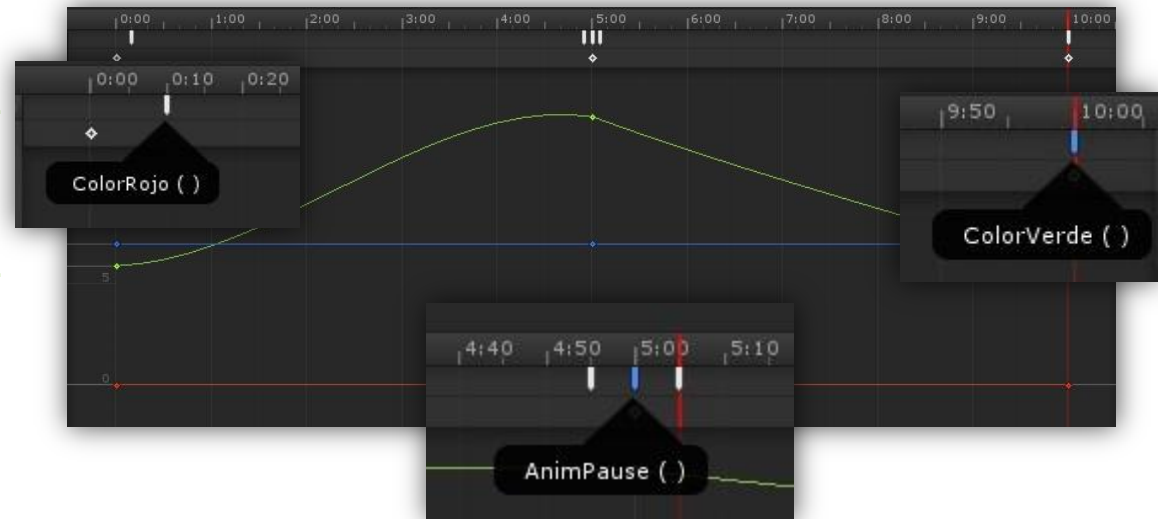 0:00 1:00 2:00 3:00 4:00 5:00 6:00 7:00 8:00 9:00 10:00
0:00 0:10 0:20
ColorRojo ( )
9:50 10:00
ColorVerde ( )
5
0
4:40 4:50 5:00 5:10
AnimPause ( )